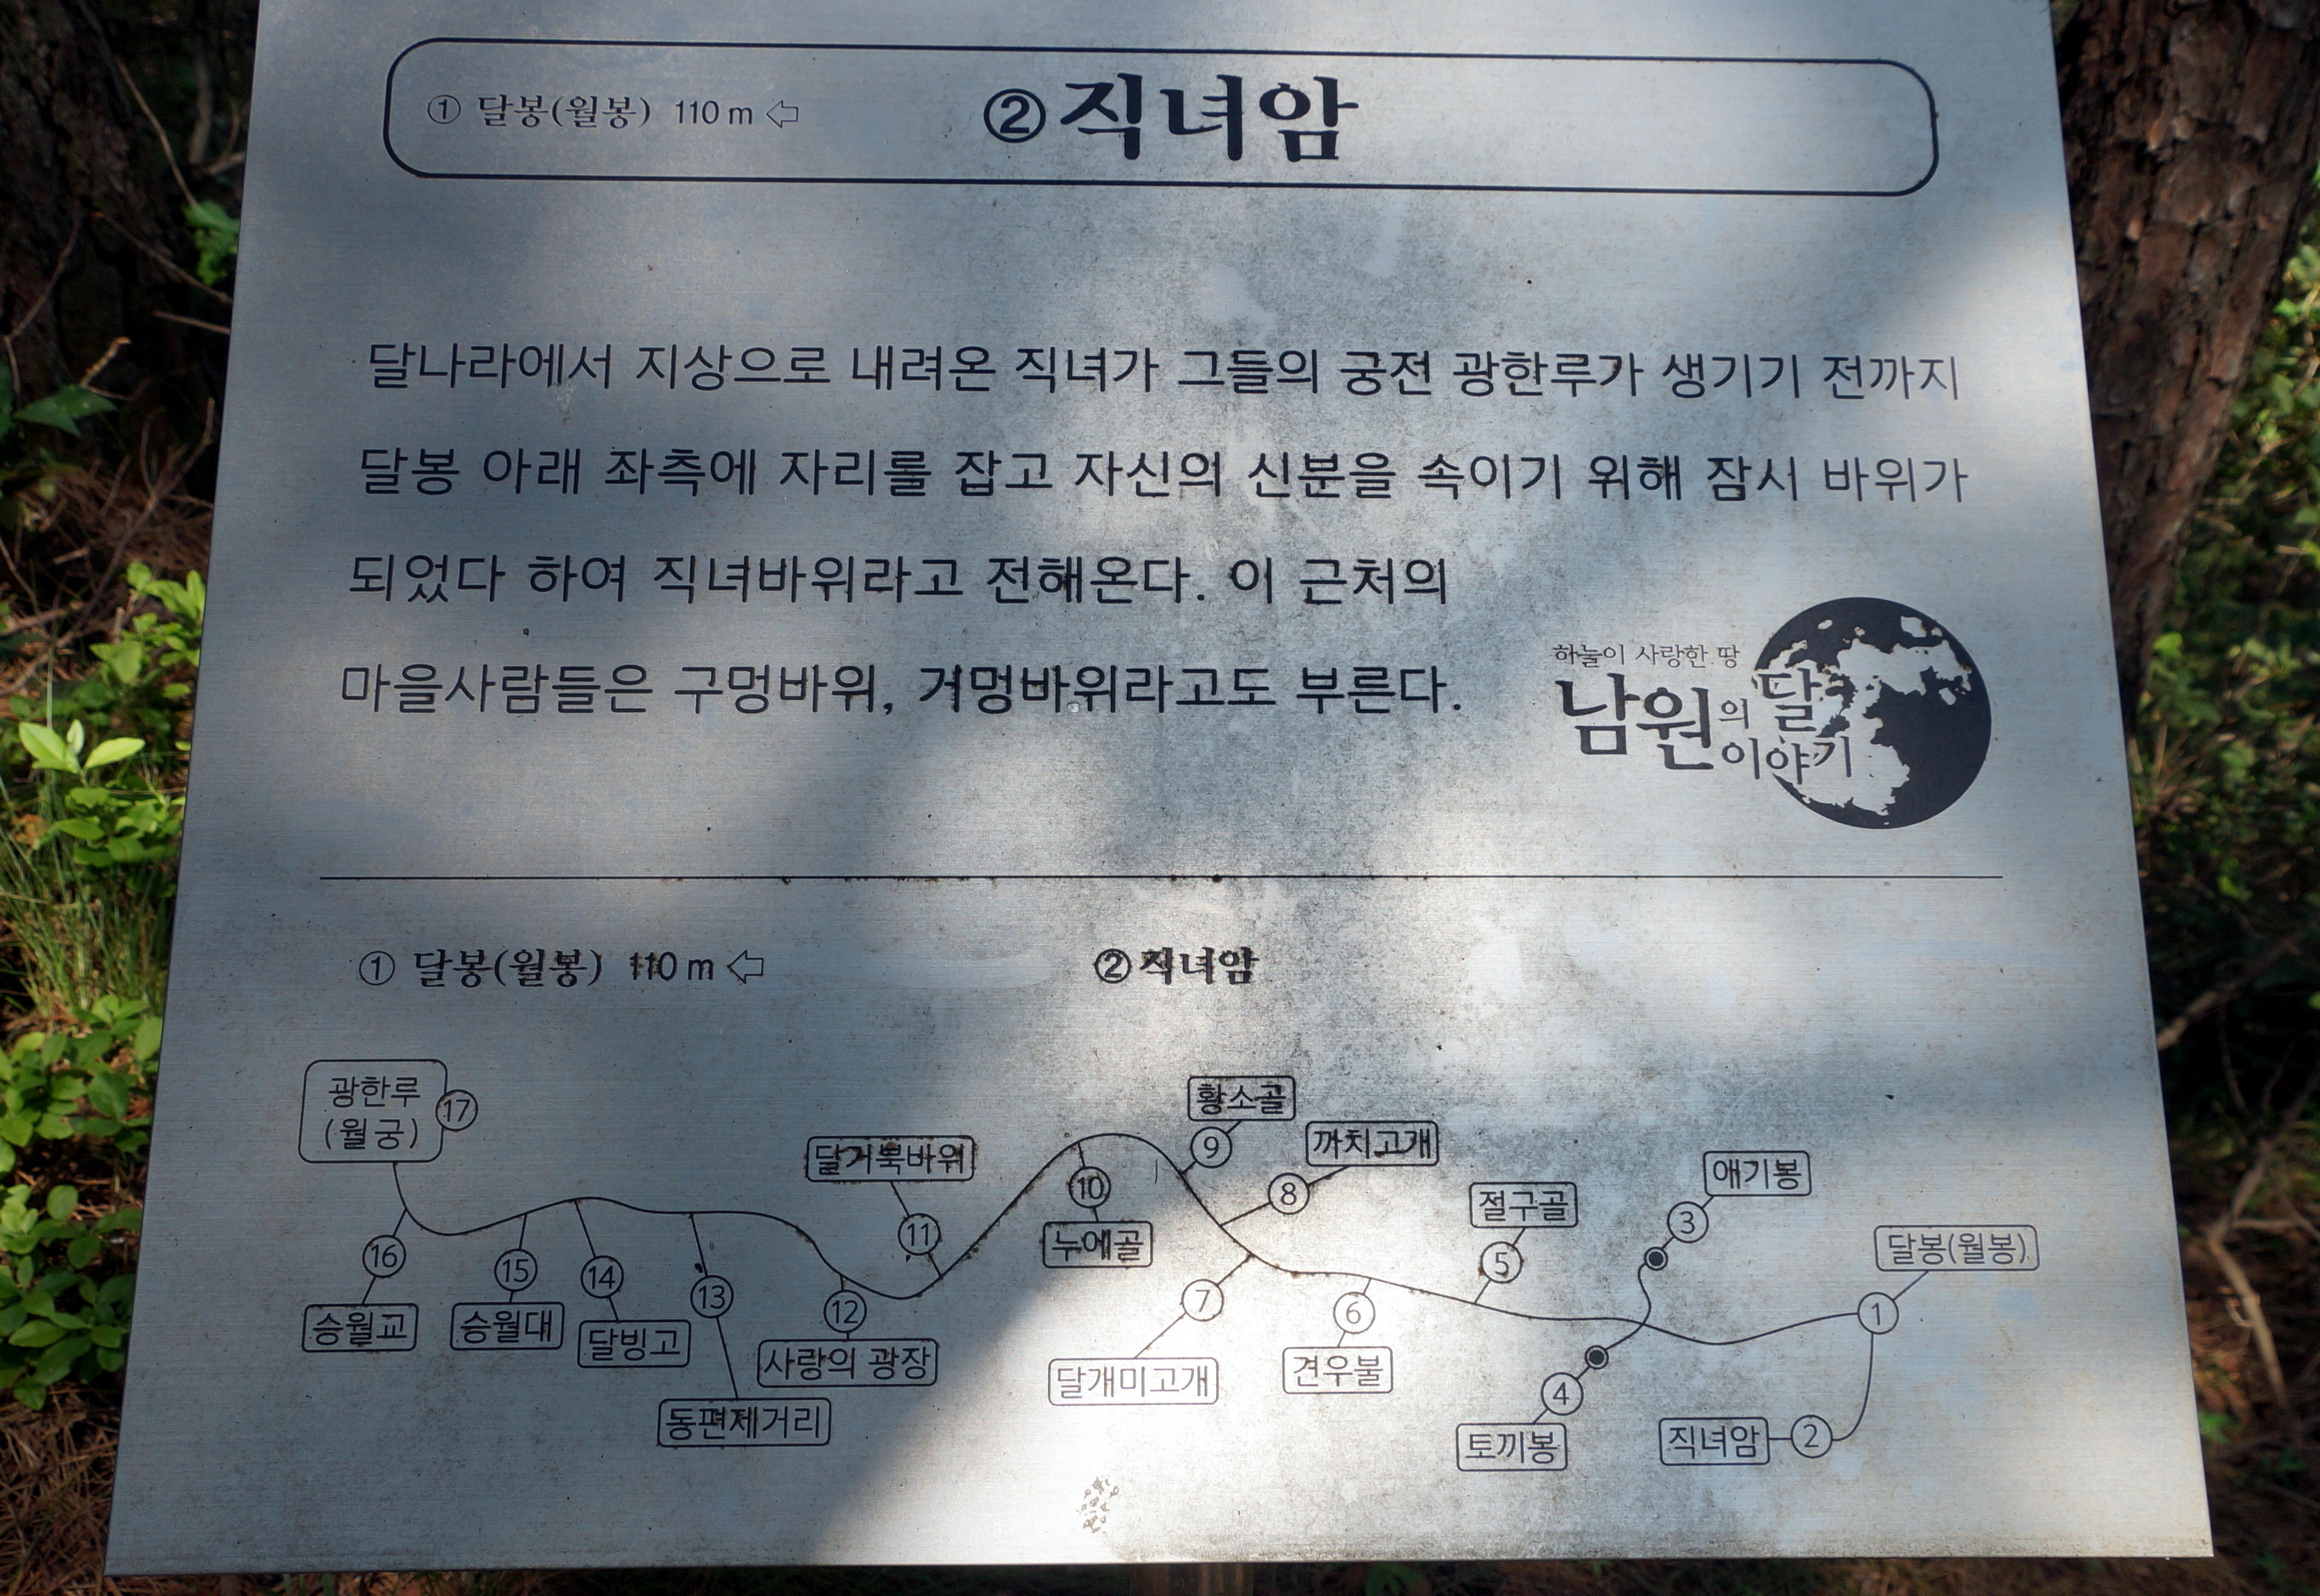 ① 달봉(월봉) 110 m ⇦ ②직녀암
달나라에서 지상으로 내려온 직녀가 그들의 궁전 광한루가 생기기 전까지
달봉 아래 좌측에 자리를 잡고 자신의 신분을 속이기 위해 잠시 바위가
되었다 하여 직녀바위라고 전해온다. 이 근처의
마을사람들은 구멍바위, 겨멍바위라고도 부른다.
하늘이 사랑한 땅
남원의 달
이야기
① 달봉(월봉) 110 m ⇦ ②직녀암
광한루
(월궁)
17
황소골
9
까치고개
8
달거북바위
11
10
누에골
애기봉
3
절구골
5
달봉(월봉)
1
16
승월교
15
승월대
14
달빙고
13
동편제거리
12
사랑의 광장
7
달개미고개
6
견우불
4
토끼봉
직녀암
2